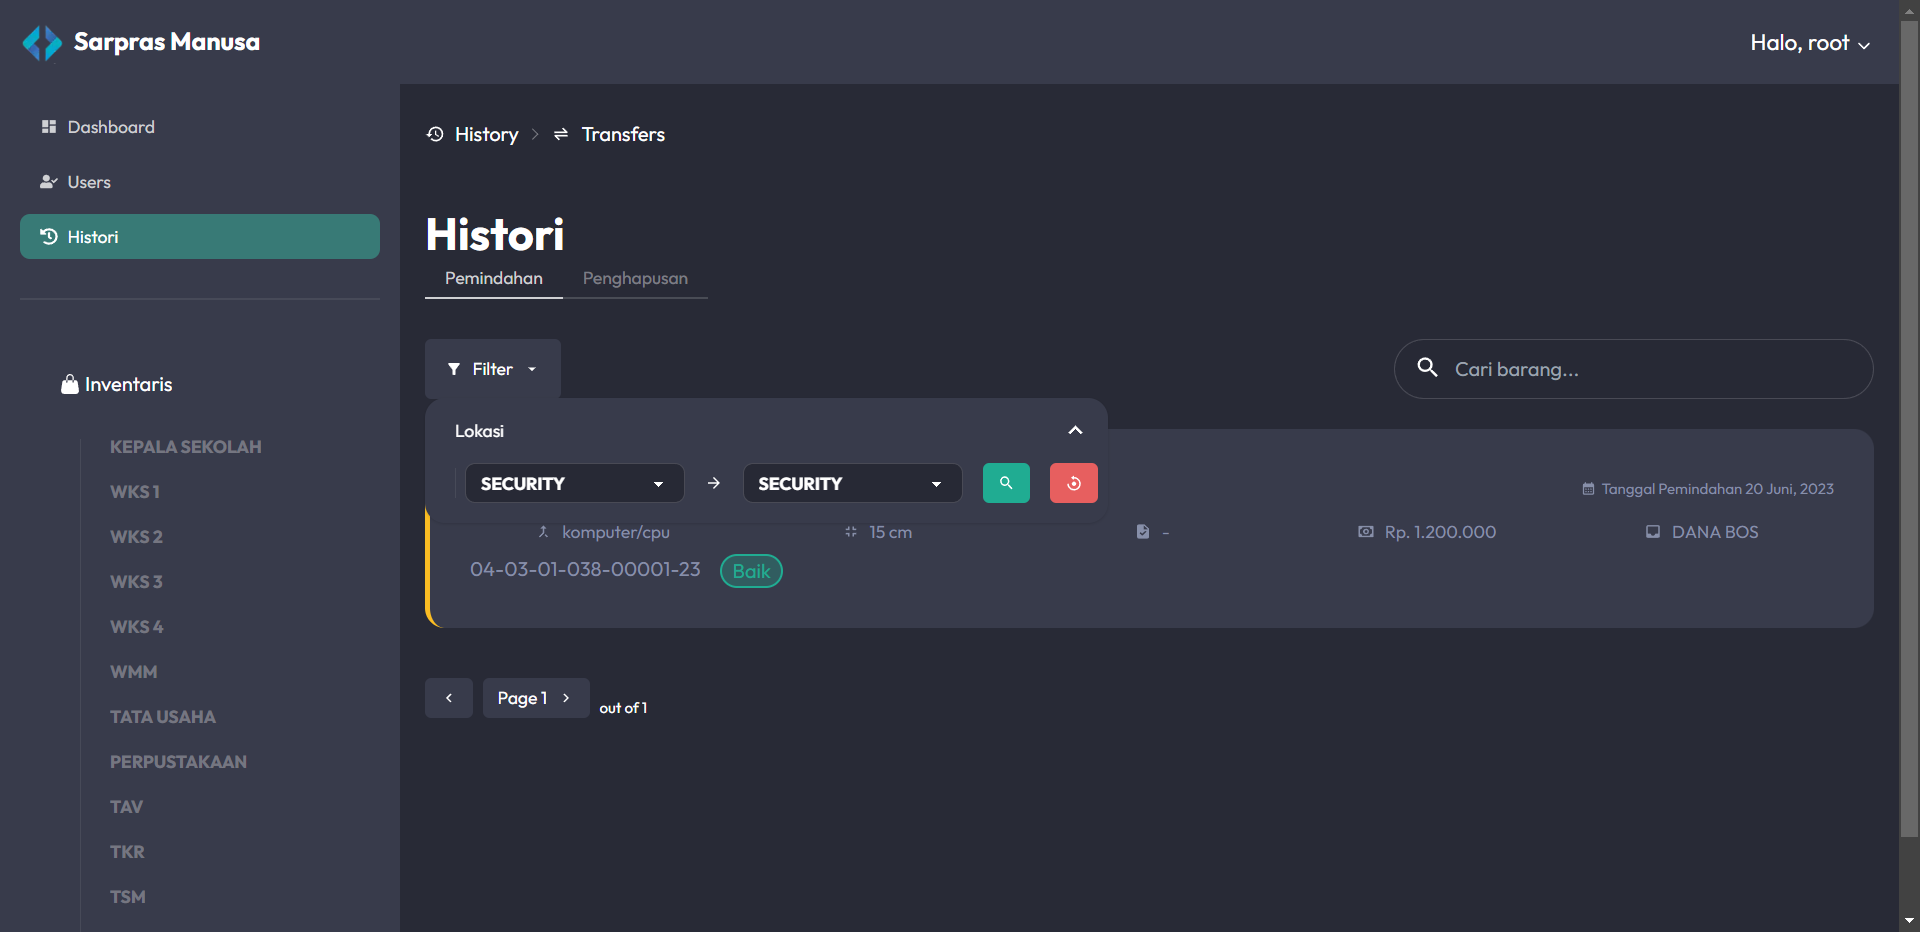 Sarpras Manusa
Halo, root
Dashboard
Users
Histori
Inventaris
KEPALA SEKOLAH
WKS 1
WKS 2
WKS 3
WKS 4
WMM
TATA USAHA
PERPUSTAKAAN
TAV
TKR
TSM
History > Transfers
Histori
Pemindahan Penghapusan
Filter
Cari barang...
Lokasi
SECURITY → SECURITY
Tanggal Pemindahan 20 Juni, 2023
komputer/cpu 15 cm - Rp. 1.200.000 DANA BOS
04-03-01-038-00001-23 Baik
< Page 1 > out of 1